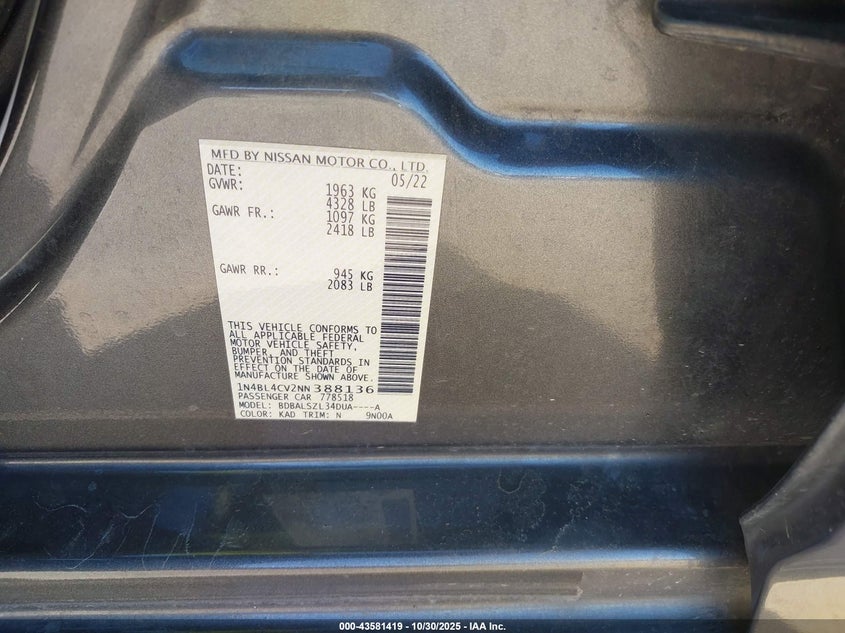 MFD BY NISSAN MOTOR CO., LTD.
DATE: 05/22
GVWR: 1963 KG
4328 LB
GAWR FR.: 1097 KG
2418 LB
GAWR RR.: 945 KG
2083 LB
THIS VEHICLE CONFORMS TO
ALL APPLICABLE FEDERAL
MOTOR VEHICLE SAFETY,
BUMPER, AND THEFT
PREVENTION STANDARDS IN
EFFECT ON THE DATE OF
MANUFACTURE SHOWN ABOVE.
1N4BL4CV2NN388136
PASSENGER CAR 778518
MODEL: BDBALSZL34DUA----A
COLOR: KAD TRIM: N 9N00A
000-43581419 - 10/30/2025 - IAA Inc.